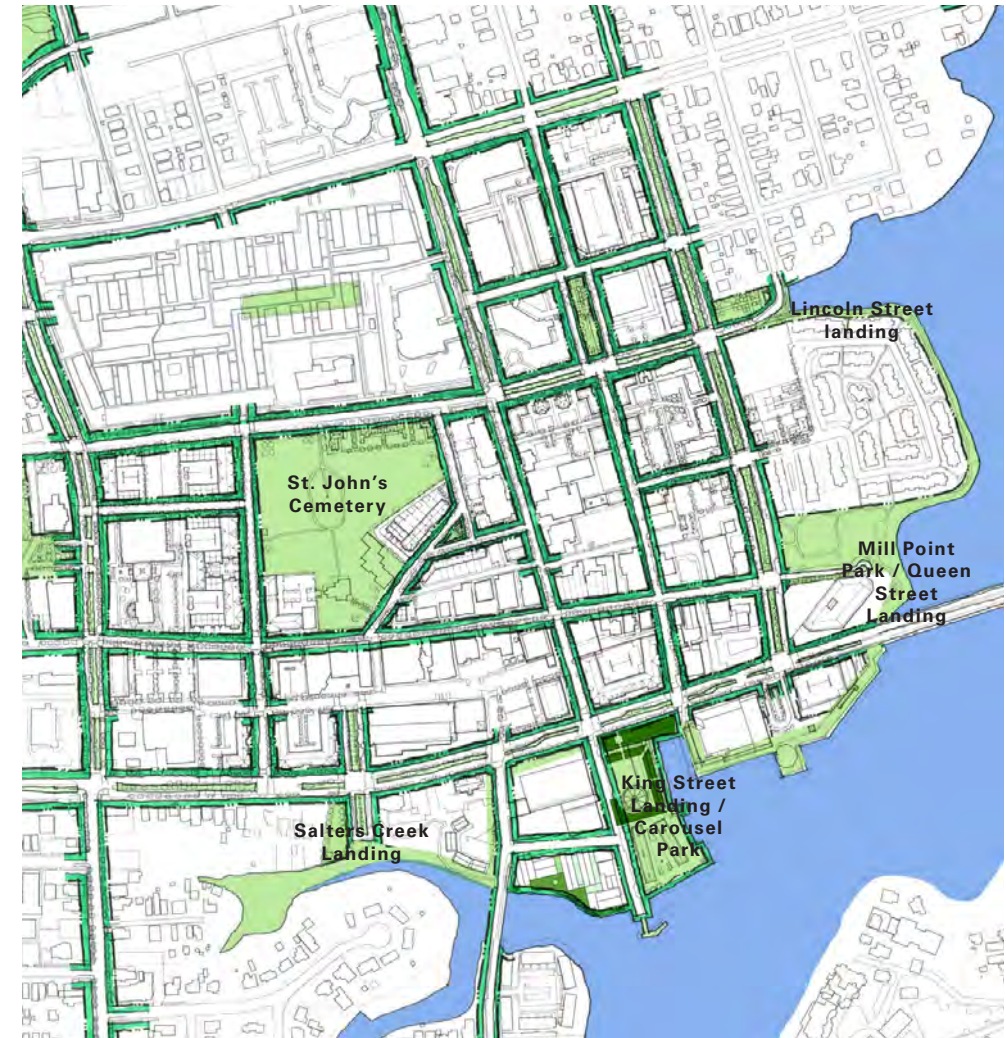 Lincoln Street
landing
St. John's
Cemetery
Mill Point
Park / Queen
Street
Landing
King Street
Landing /
Carousel
Park
Salters Creek
Landing